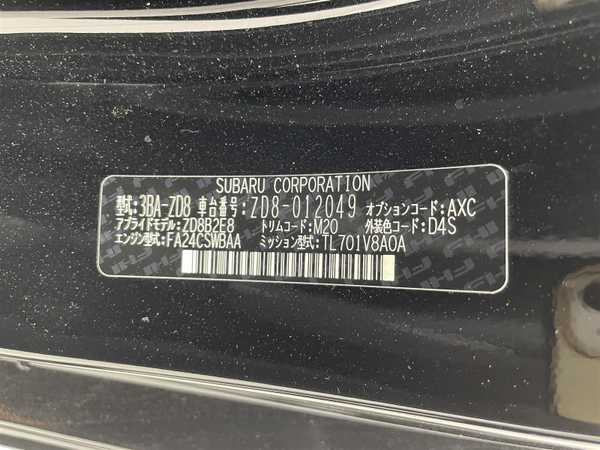 SUBARU CORPORATION
型式:3BA-ZD8 車台番号:ZD8-012049 オプションコード:AXC
アプライドモデル:ZD8B2E8 トリムコード:M20 外装色コード:D4S
エンジン型式:FA24CSWBAA ミッション型式:TL701V8A0A